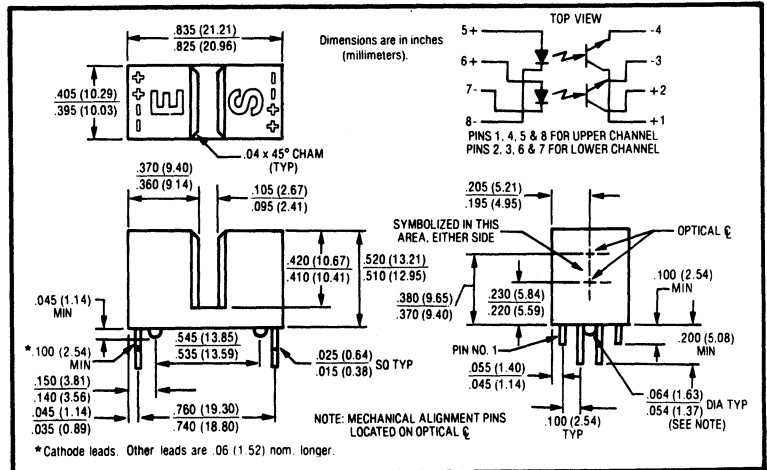 .835 (21.21)
.825 (20.96)
Dimensions are in inches
(millimeters).
TOP VIEW
5+
-4
6+
-3
7-
+2
8-
+1
PINS 1, 4, 5 & 8 FOR UPPER CHANNEL
PINS 2, 3, 6 & 7 FOR LOWER CHANNEL
.405 (10.29)
.395 (10.03)
+ + - -
E
S
- - + +
.04 x 45° CHAM
(TYP)
.370 (9.40)
.360 (9.14)
.105 (2.67)
.095 (2.41)
.205 (5.21)
.195 (4.95)
SYMBOLIZED IN THIS
AREA, EITHER SIDE
OPTICAL ℄
.420 (10.67)
.410 (10.41)
.520 (13.21)
.510 (12.95)
.100 (2.54)
MIN
.380 (9.65)
.370 (9.40)
.230 (5.84)
.220 (5.59)
.045 (1.14)
MIN
.545 (13.85)
.535 (13.59)
*.100 (2.54)
MIN
.025 (0.64)
.015 (0.38)
SQ TYP
PIN NO. 1
.200 (5.08)
MIN
.150 (3.81)
.140 (3.56)
.055 (1.40)
.045 (1.14)
.064 (1.63)
.054 (1.37)
DIA TYP
(SEE NOTE)
.045 (1.14)
.035 (0.89)
.760 (19.30)
.740 (18.80)
NOTE: MECHANICAL ALIGNMENT PINS
LOCATED ON OPTICAL ℄
.100 (2.54)
TYP
*Cathode leads. Other leads are .06 (1.52) nom. longer.